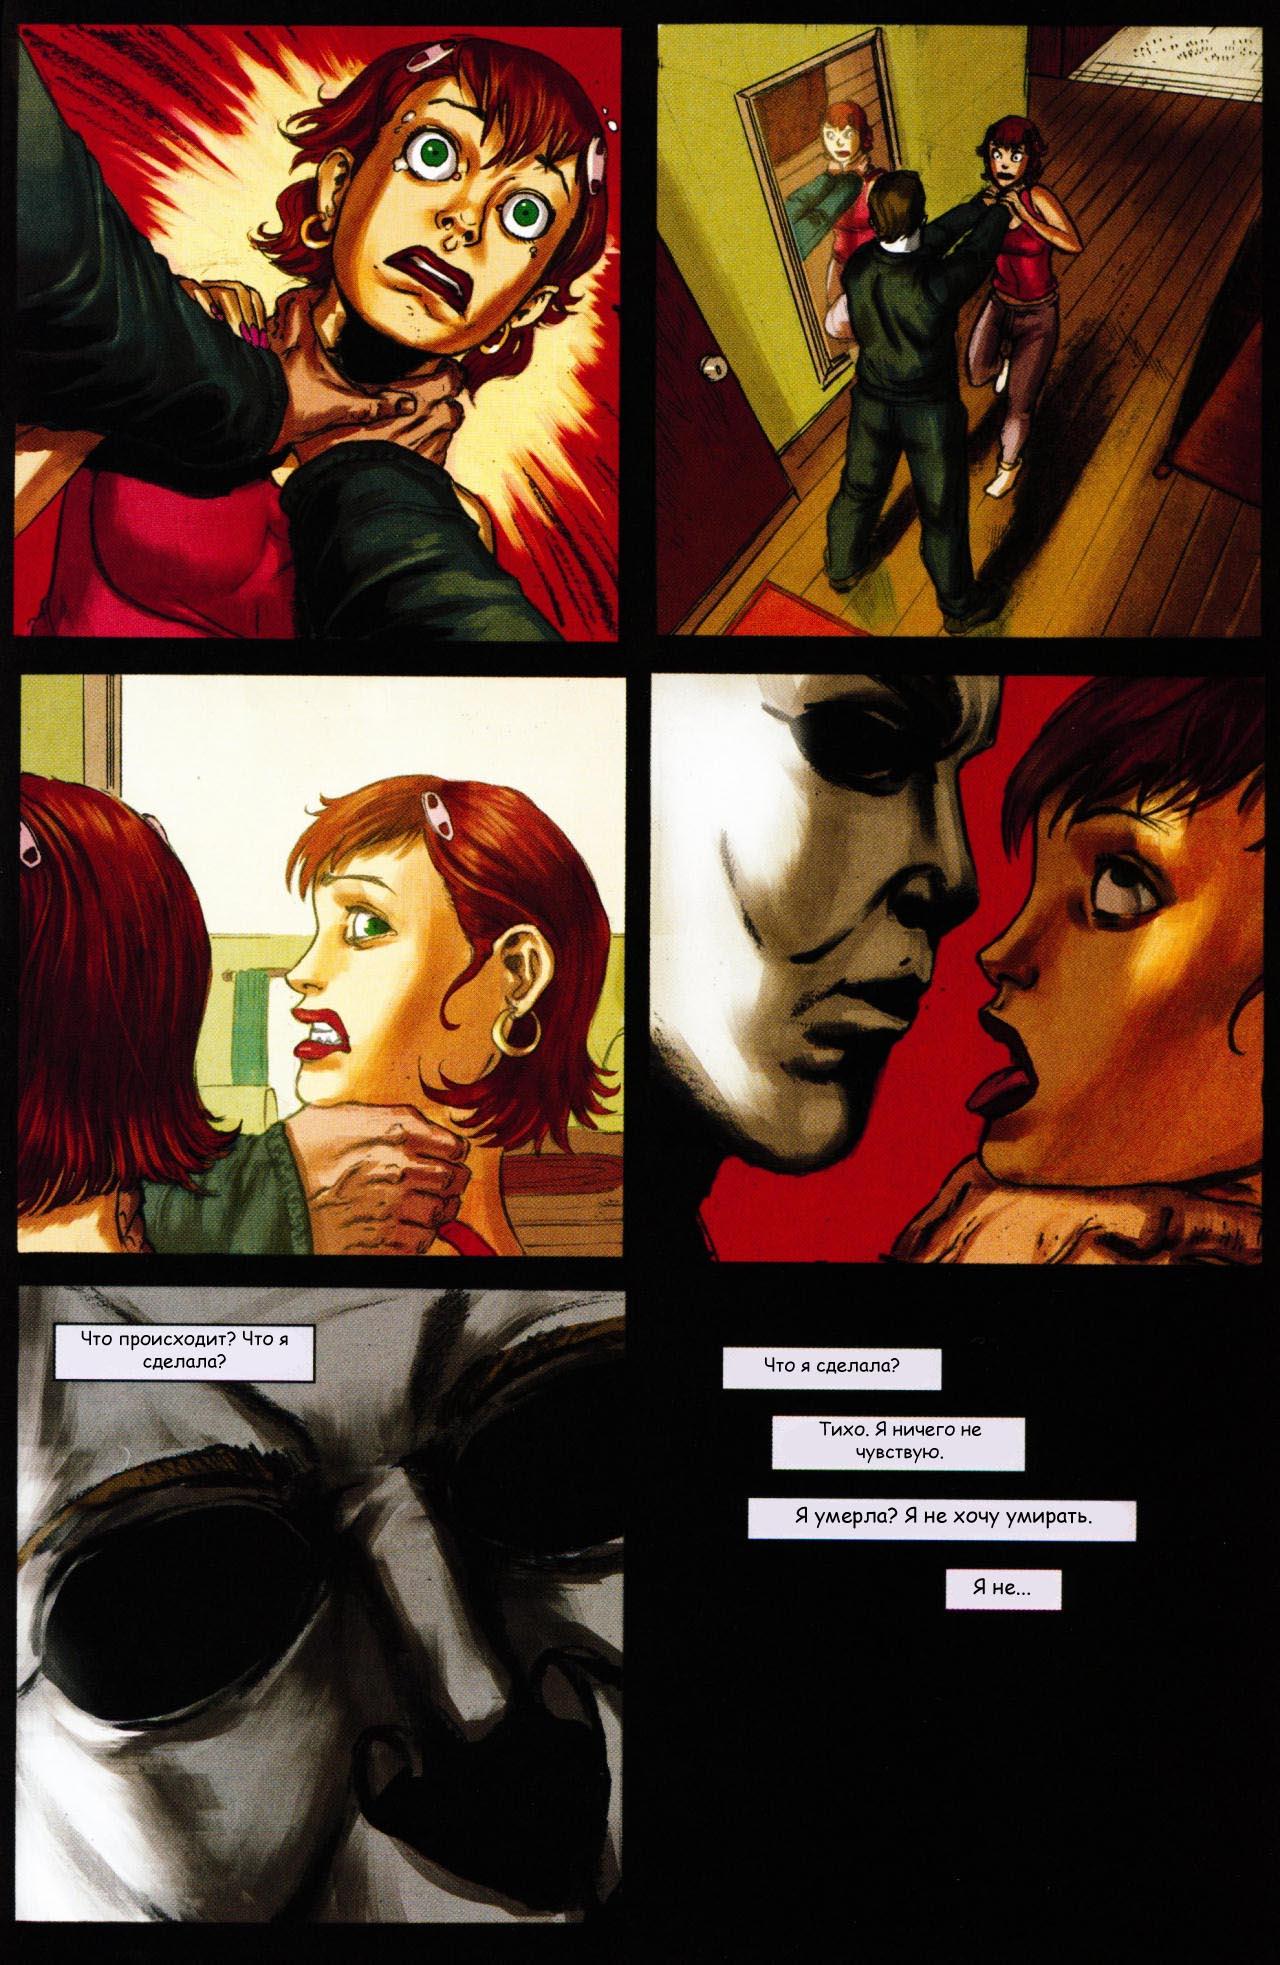 Что происходит? Что я
сделала?
Что я сделала?
Тихо. Я ничего не
чувствую.
Я умерла? Я не хочу умирать.
Я не...